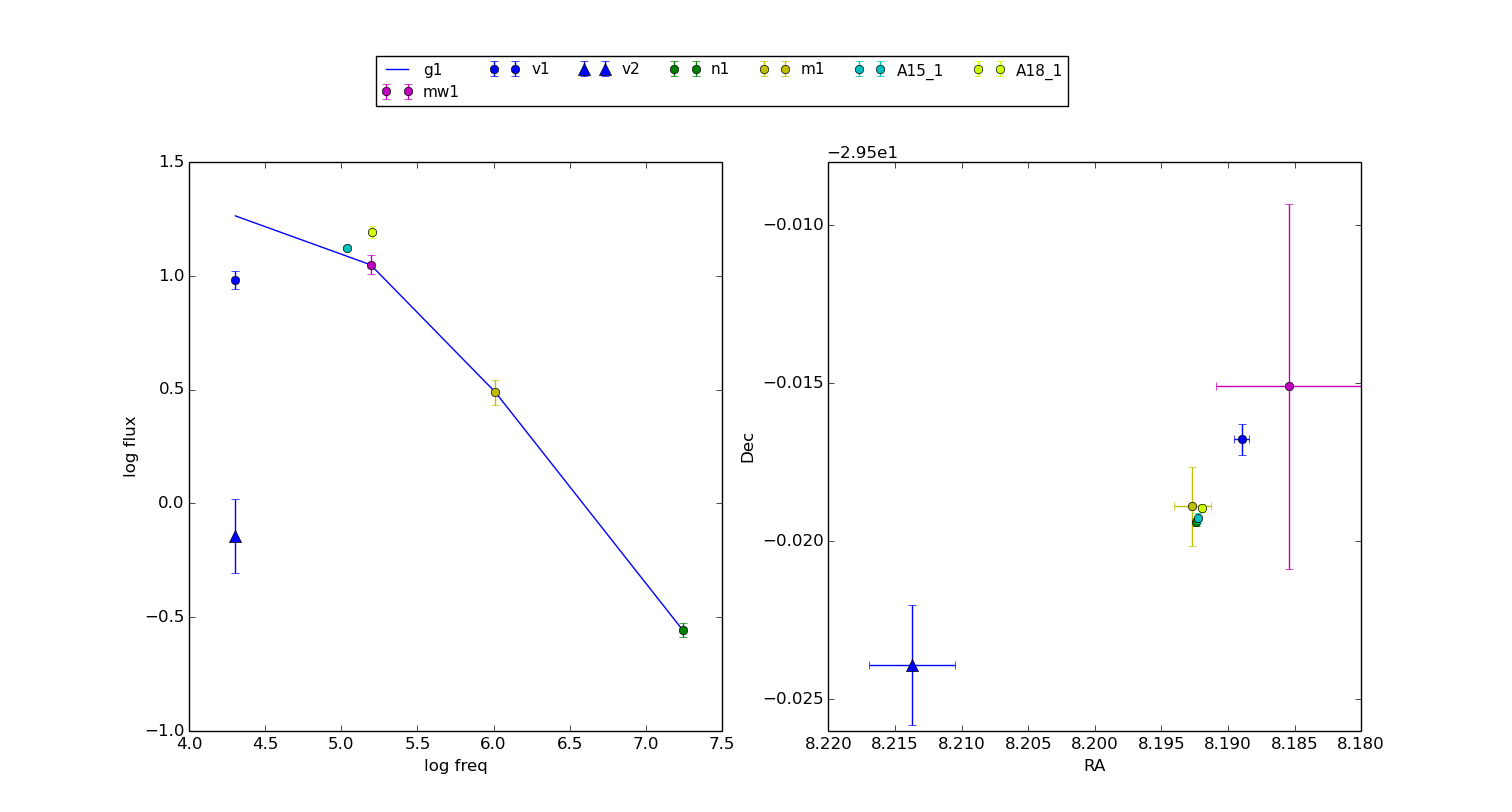 g1 v1 v2 n1 m1 A15_1 A18_1
mw1
−2.95e1
1.5
1.0
0.5
0.0
−0.5
−1.0
log flux
4.0 4.5 5.0 5.5 6.0 6.5 7.0 7.5
log freq
−0.010
−0.015
−0.020
−0.025
Dec
8.220 8.215 8.210 8.205 8.200 8.195 8.190 8.185 8.180
RA